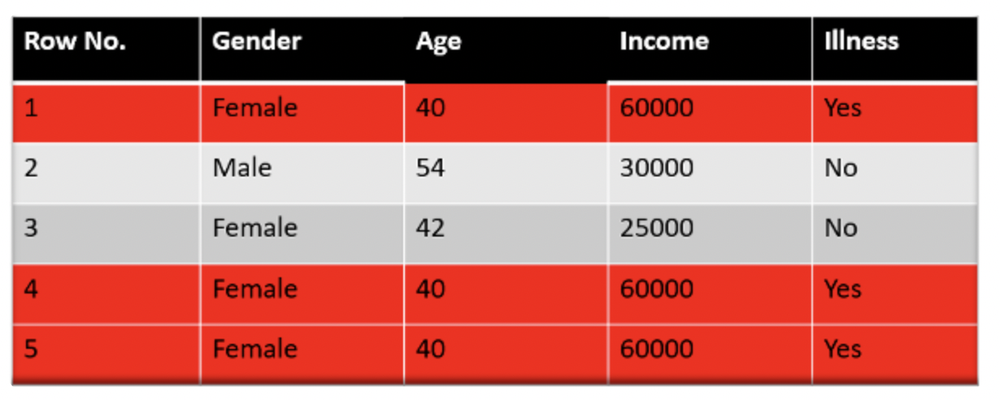 Row No. Gender Age Income Illness
1 Female 40 60000 Yes
2 Male 54 30000 No
3 Female 42 25000 No
4 Female 40 60000 Yes
5 Female 40 60000 Yes